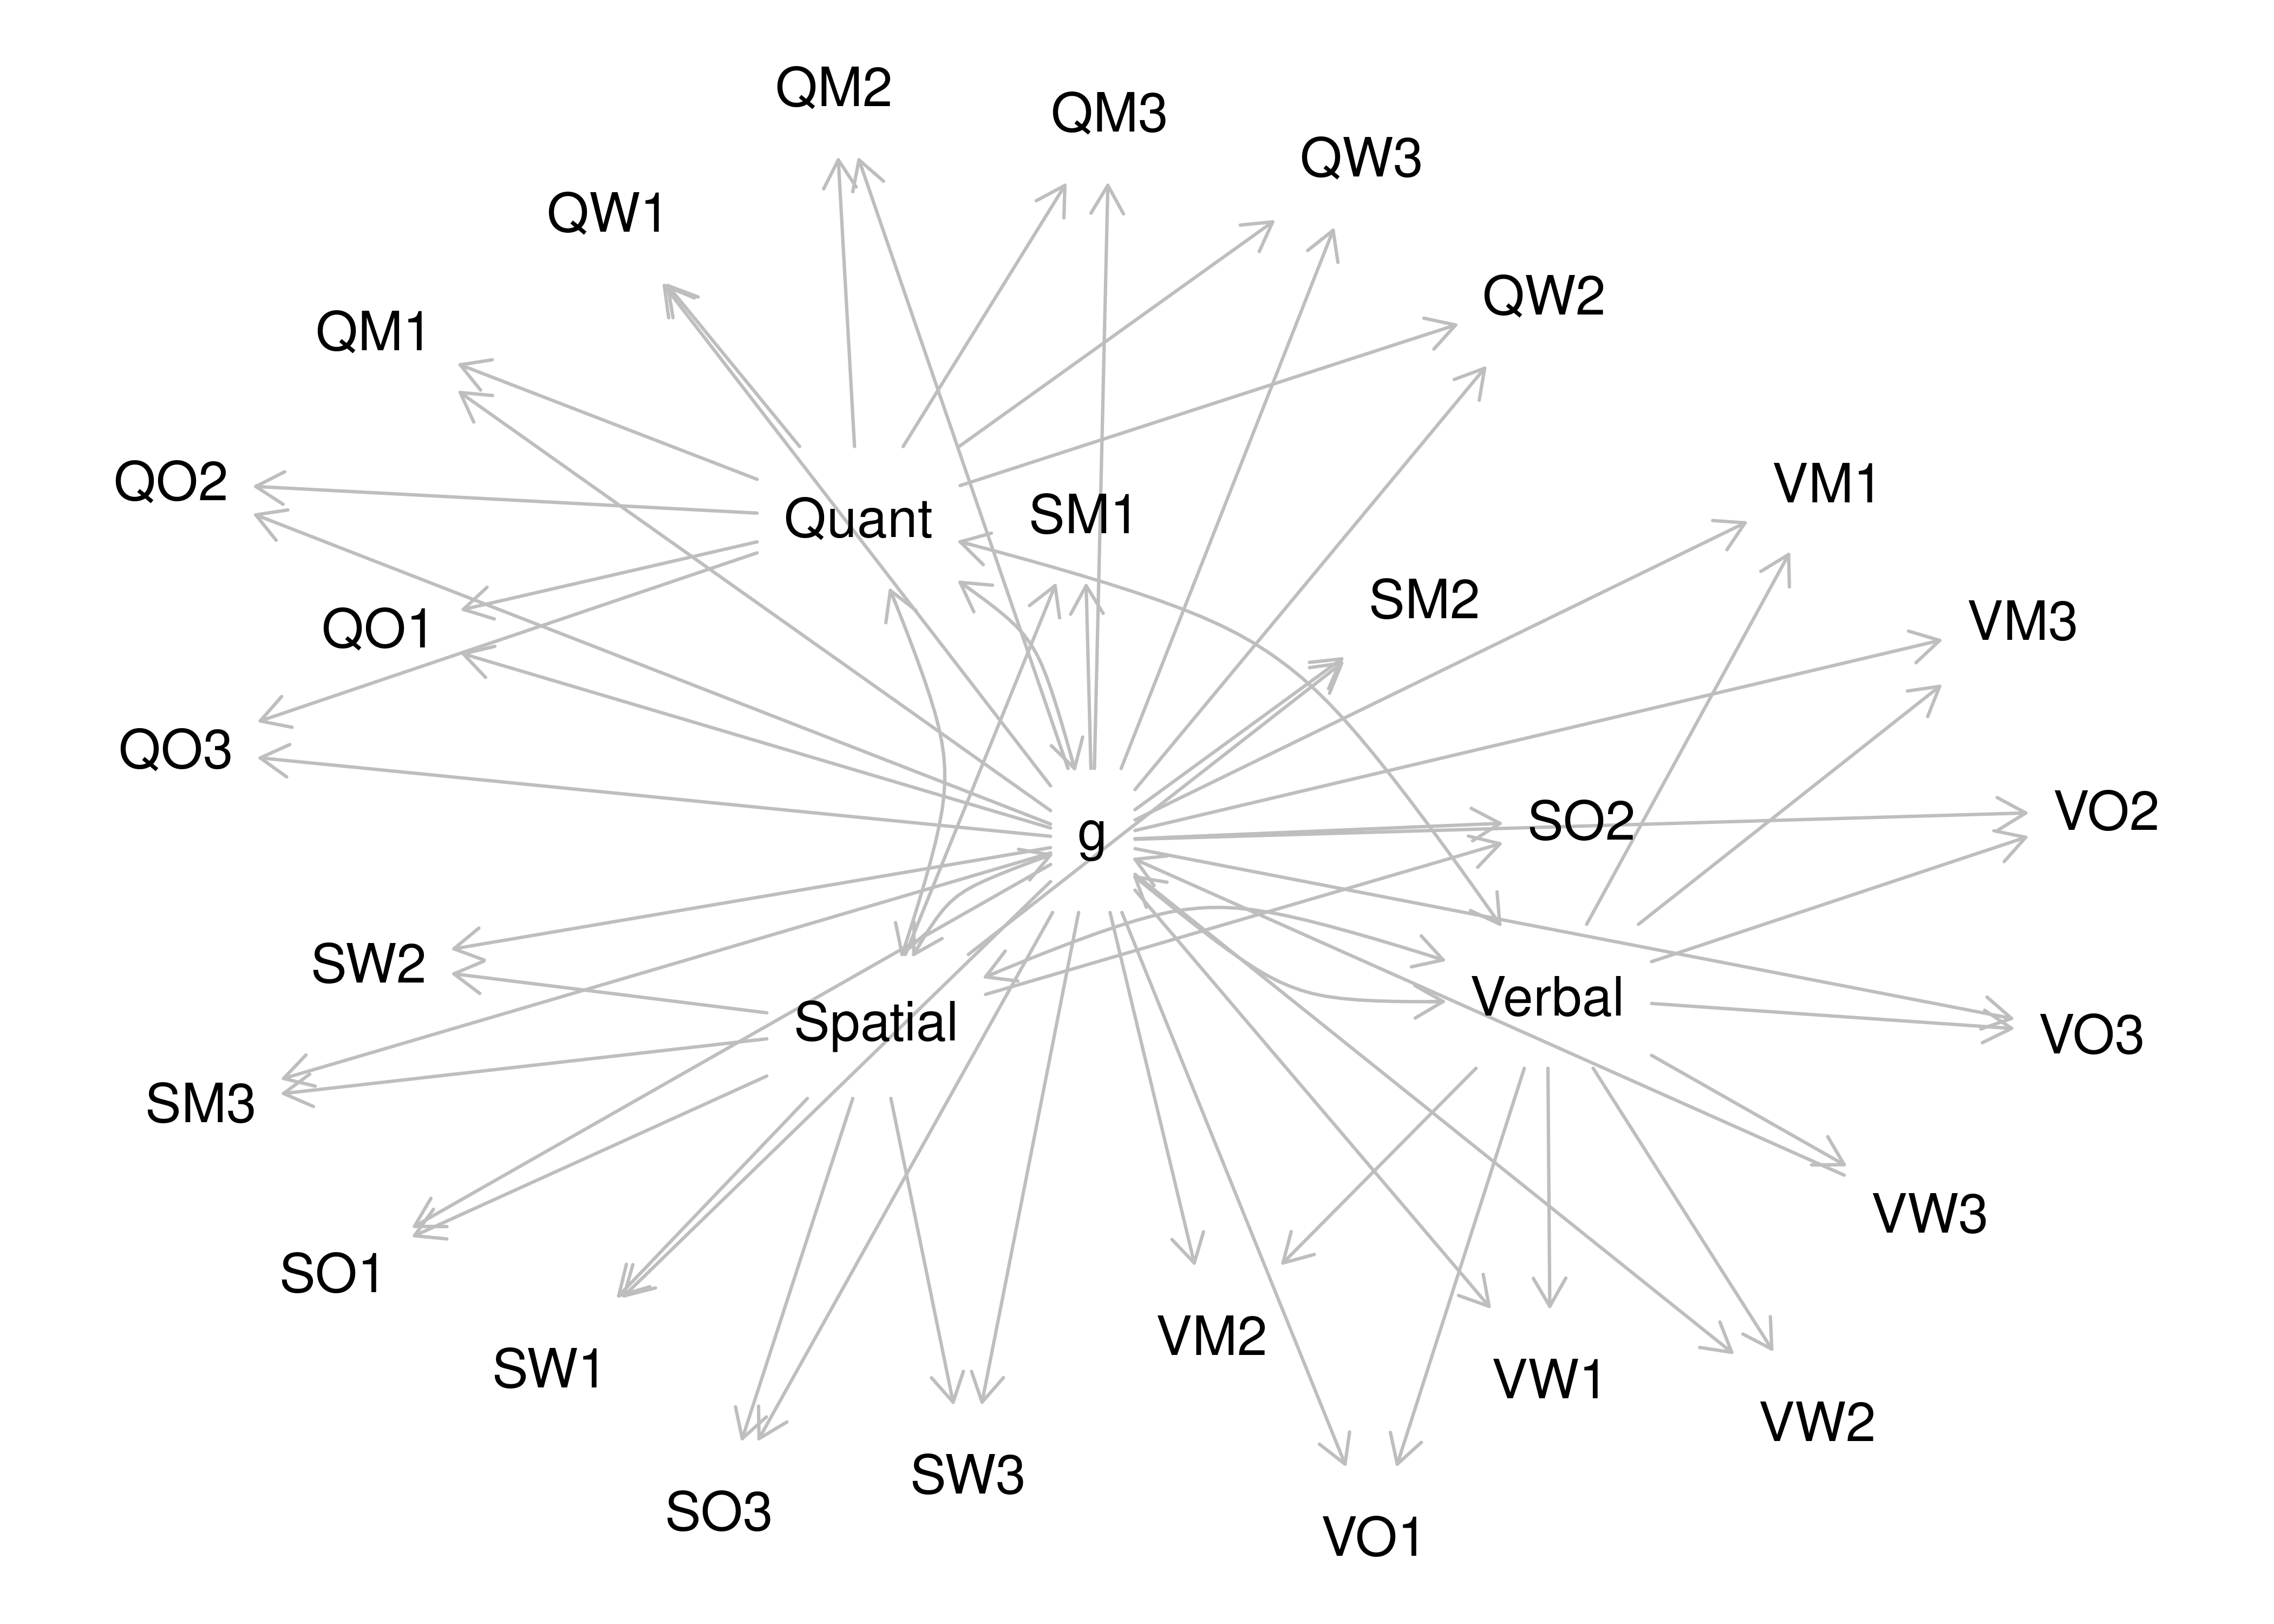 QM2
QM3
QW3
QW1
QW2
QM1
QO2
VM1
Quant
SM1
SM2
VM3
QO1
QO3
VO2
SO2
g
SW2
Verbal
Spatial
VO3
SM3
VW3
SO1
VM2
SW1
VW1
VW2
SW3
SO3
VO1